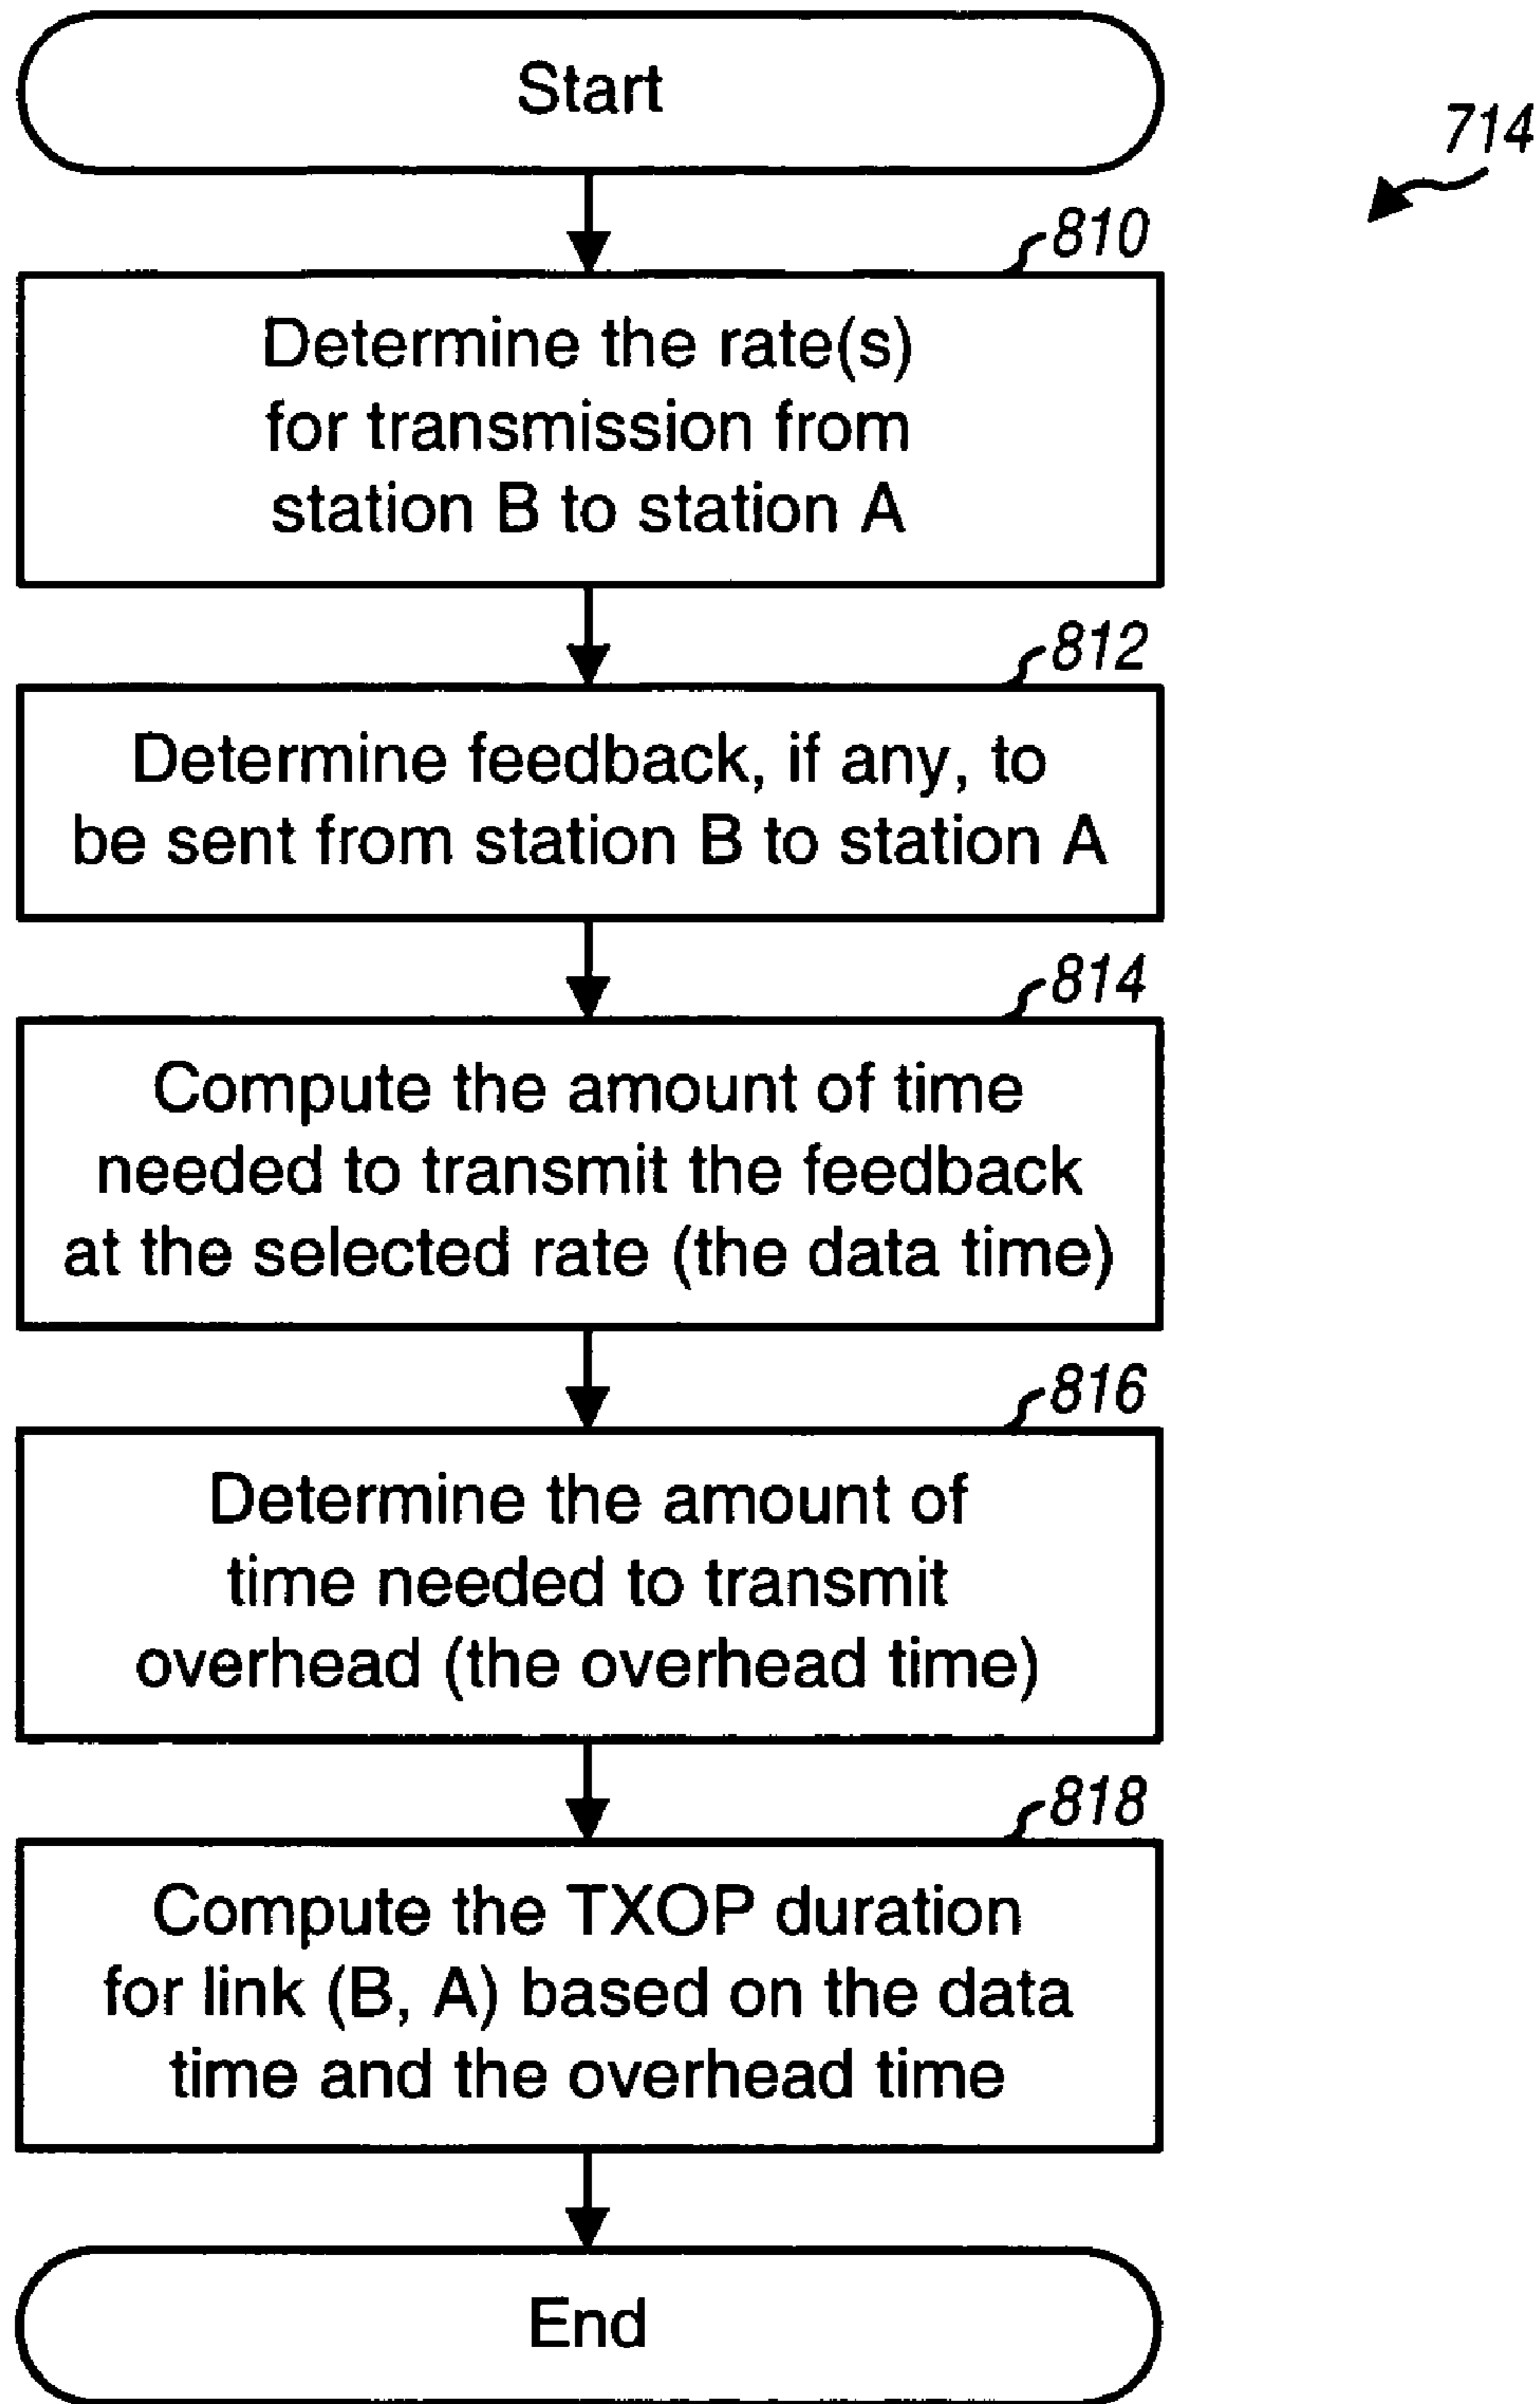 Start
714
810
Determine the rate(s)
for transmission from
station B to station A
812
Determine feedback, if any, to
be sent from station B to station A
814
Compute the amount of time
needed to transmit the feedback
at the selected rate (the data time)
816
Determine the amount of
time needed to transmit
overhead (the overhead time)
818
Compute the TXOP duration
for link (B, A) based on the data
time and the overhead time
End